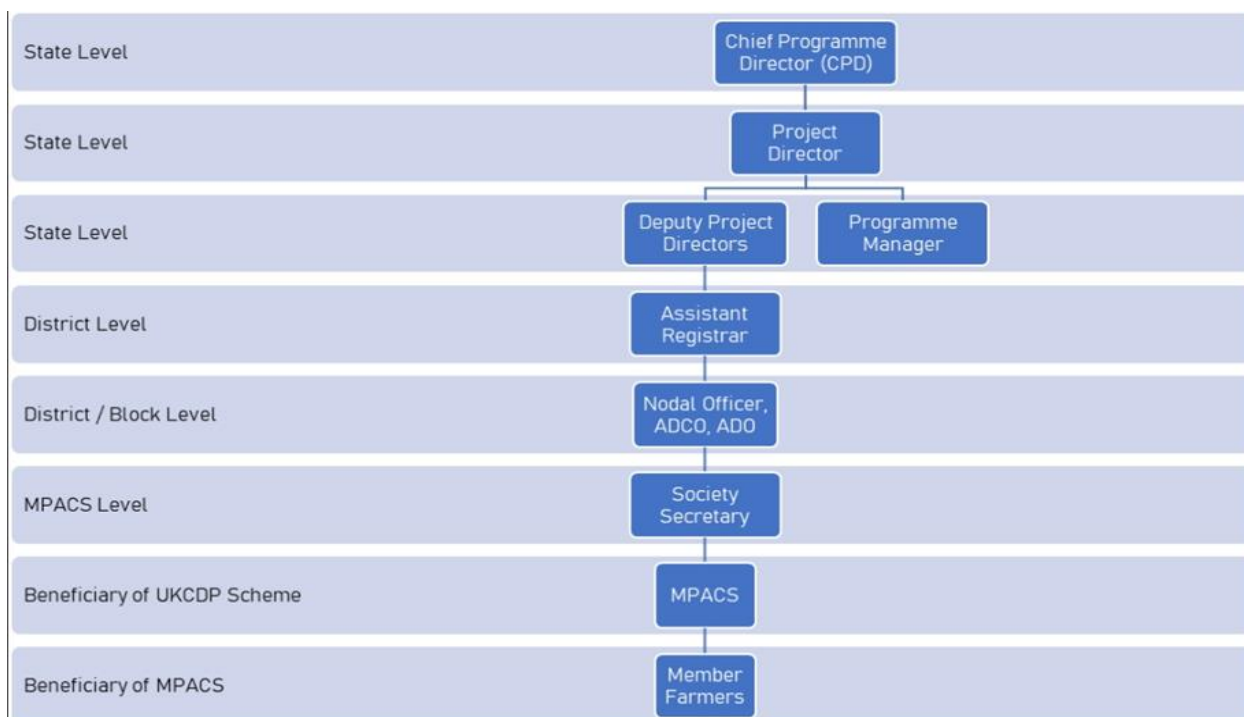 State Level
Chief Programme
Director (CPD)
State Level
Project
Director
State Level
Deputy Project
Directors
Programme
Manager
District Level
Assistant
Registrar
District / Block Level
Nodal Officer,
ADCO, ADO
MPACS Level
Society
Secretary
Beneficiary of UKCDP Scheme
MPACS
Beneficiary of MPACS
Member
Farmers